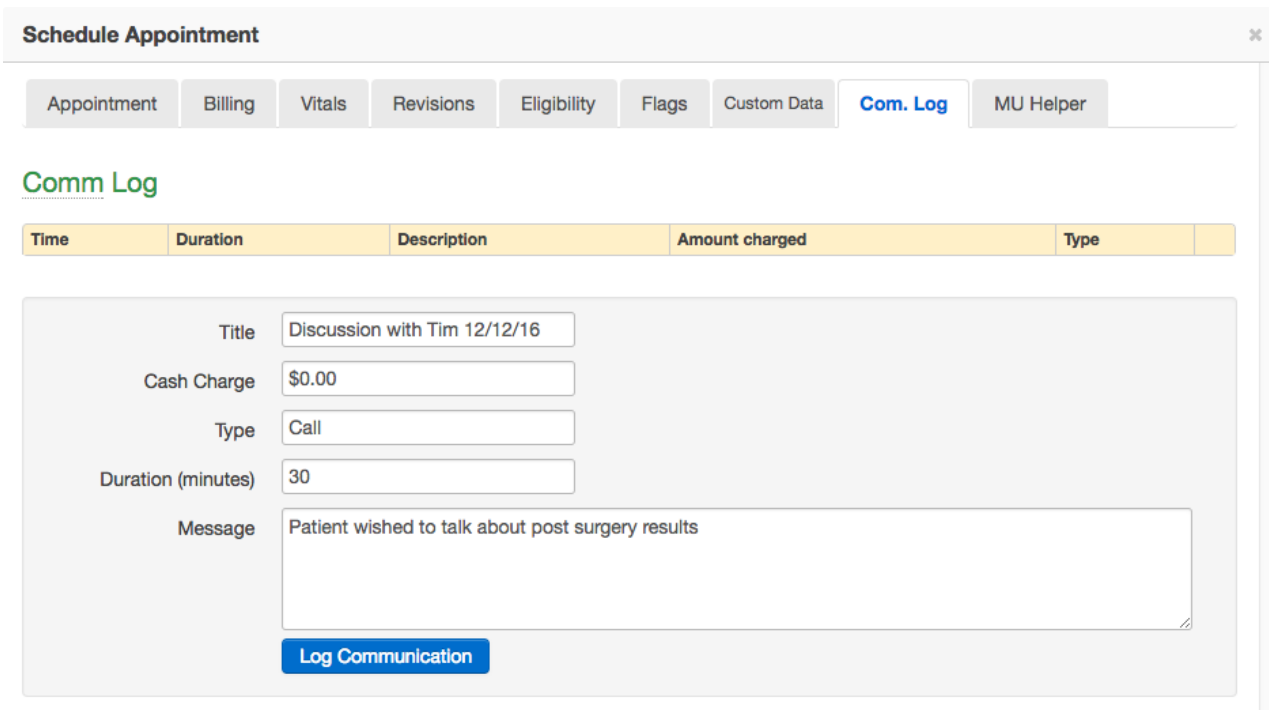 Schedule Appointment ×
Appointment Billing Vitals Revisions Eligibility Flags Custom Data Com. Log MU Helper
Comm Log
Time Duration Description Amount charged Type
Title Discussion with Tim 12/12/16
Cash Charge $0.00
Type Call
Duration (minutes) 30
Message Patient wished to talk about post surgery results
Log Communication